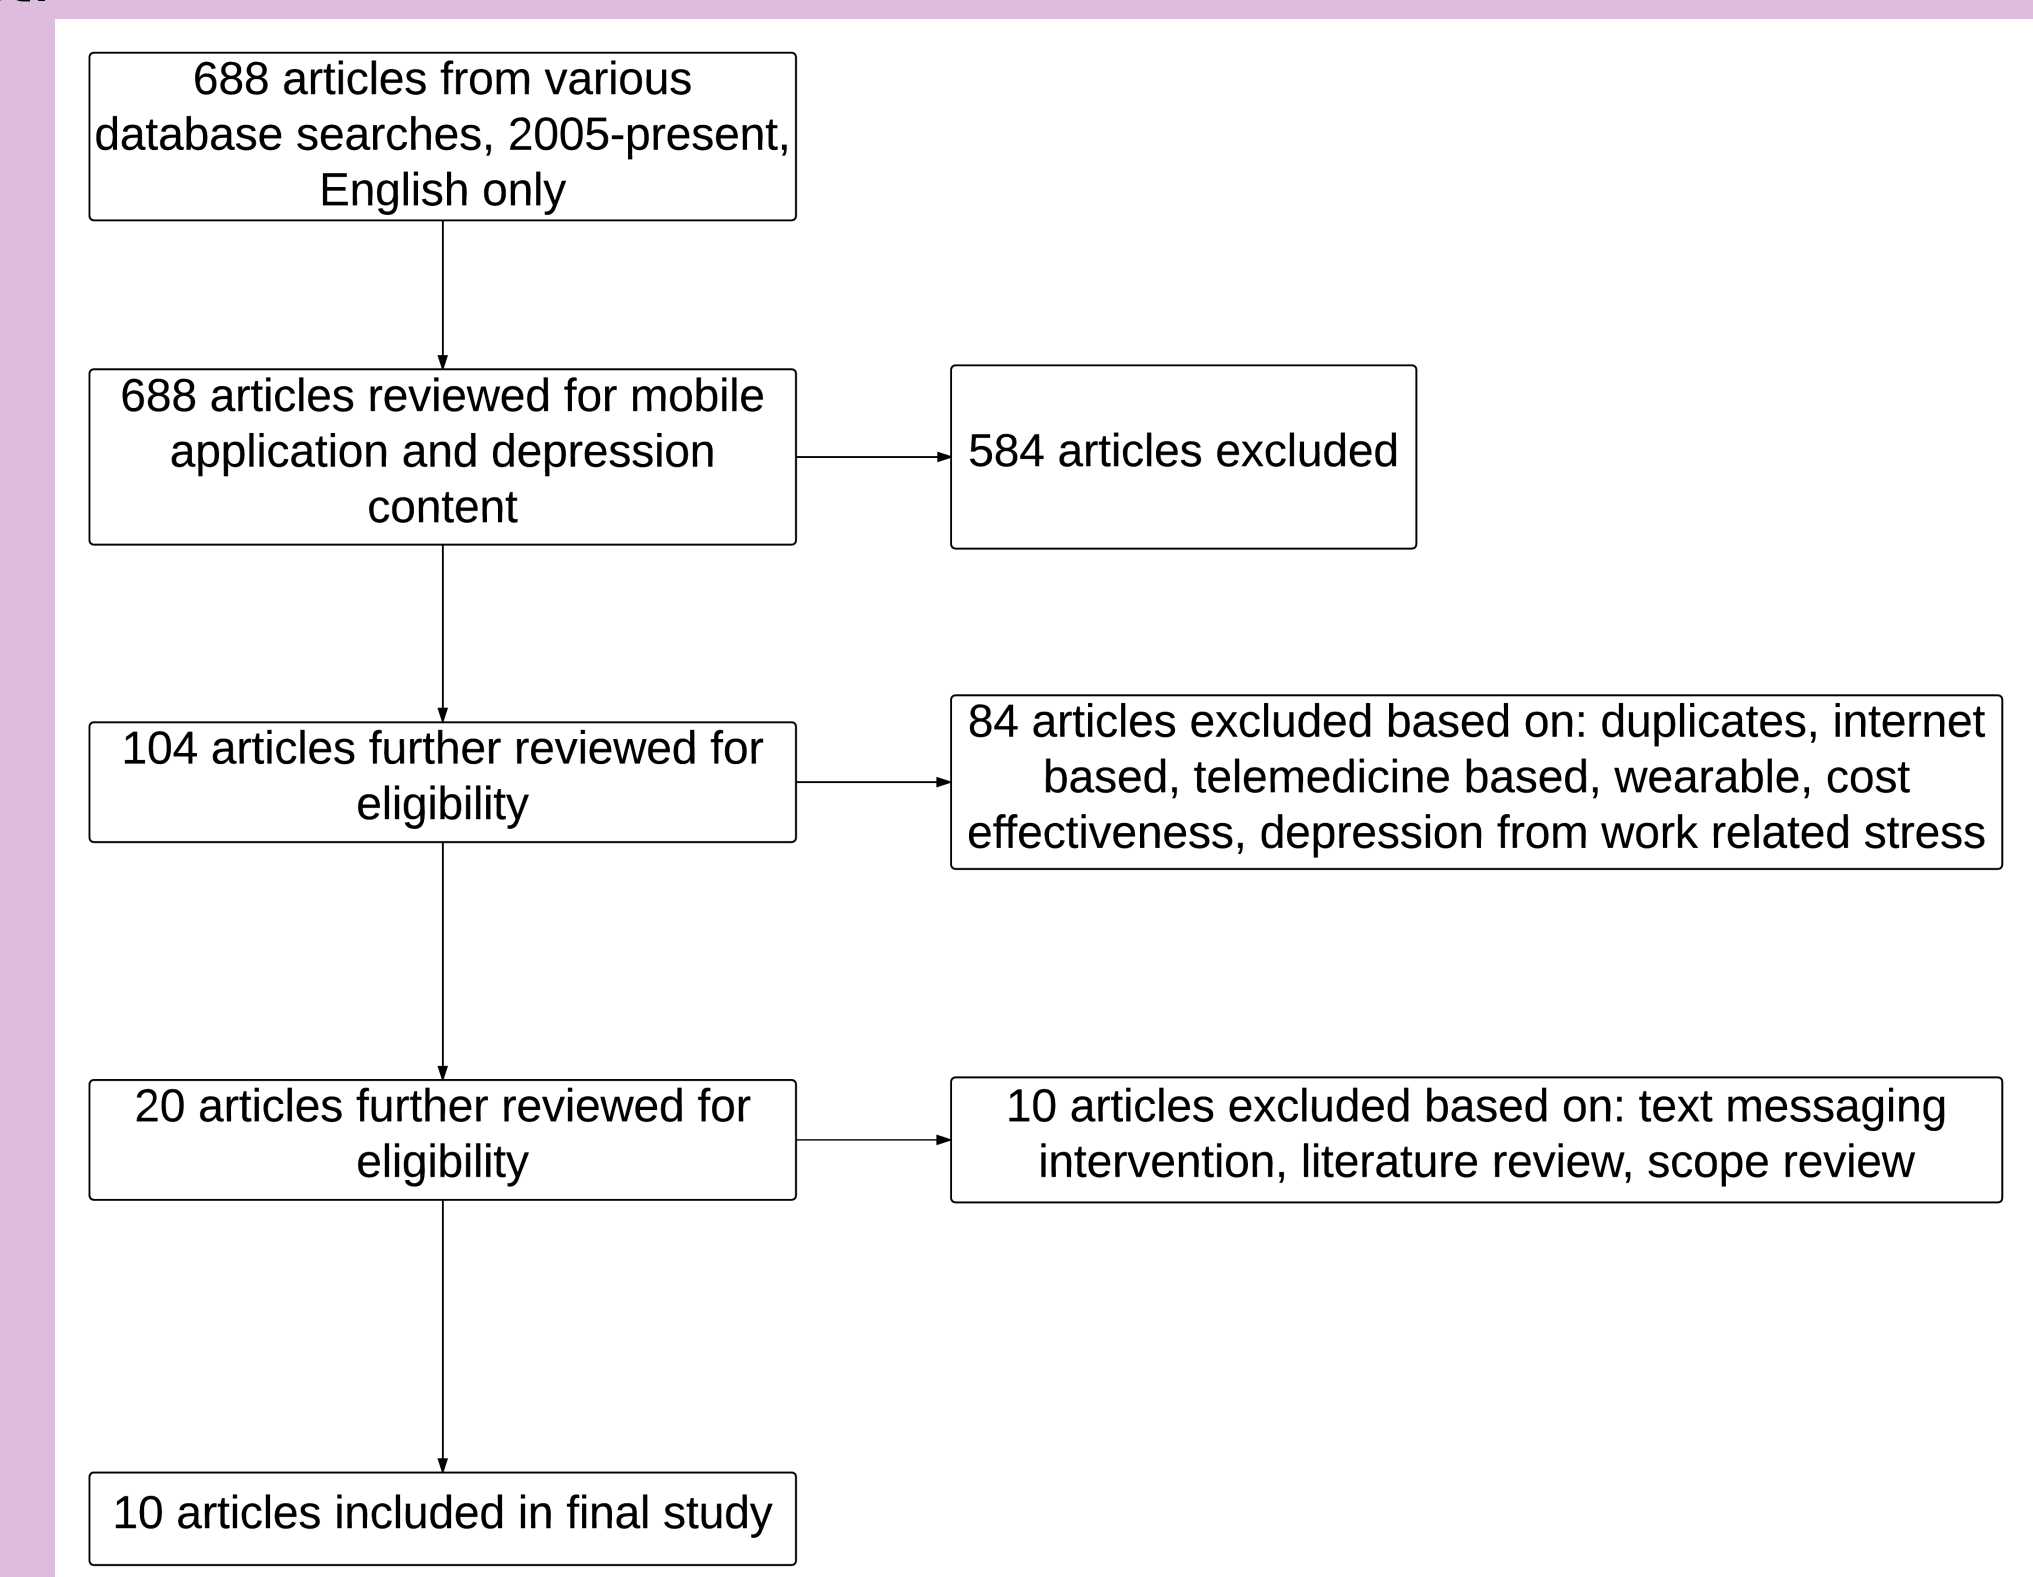 688 articles from various
database searches, 2005-present,
English only
688 articles reviewed for mobile
application and depression
content
584 articles excluded
104 articles further reviewed for
eligibility
84 articles excluded based on: duplicates, internet
based, telemedicine based, wearable, cost
effectiveness, depression from work related stress
20 articles further reviewed for
eligibility
10 articles excluded based on: text messaging
intervention, literature review, scope review
10 articles included in final study